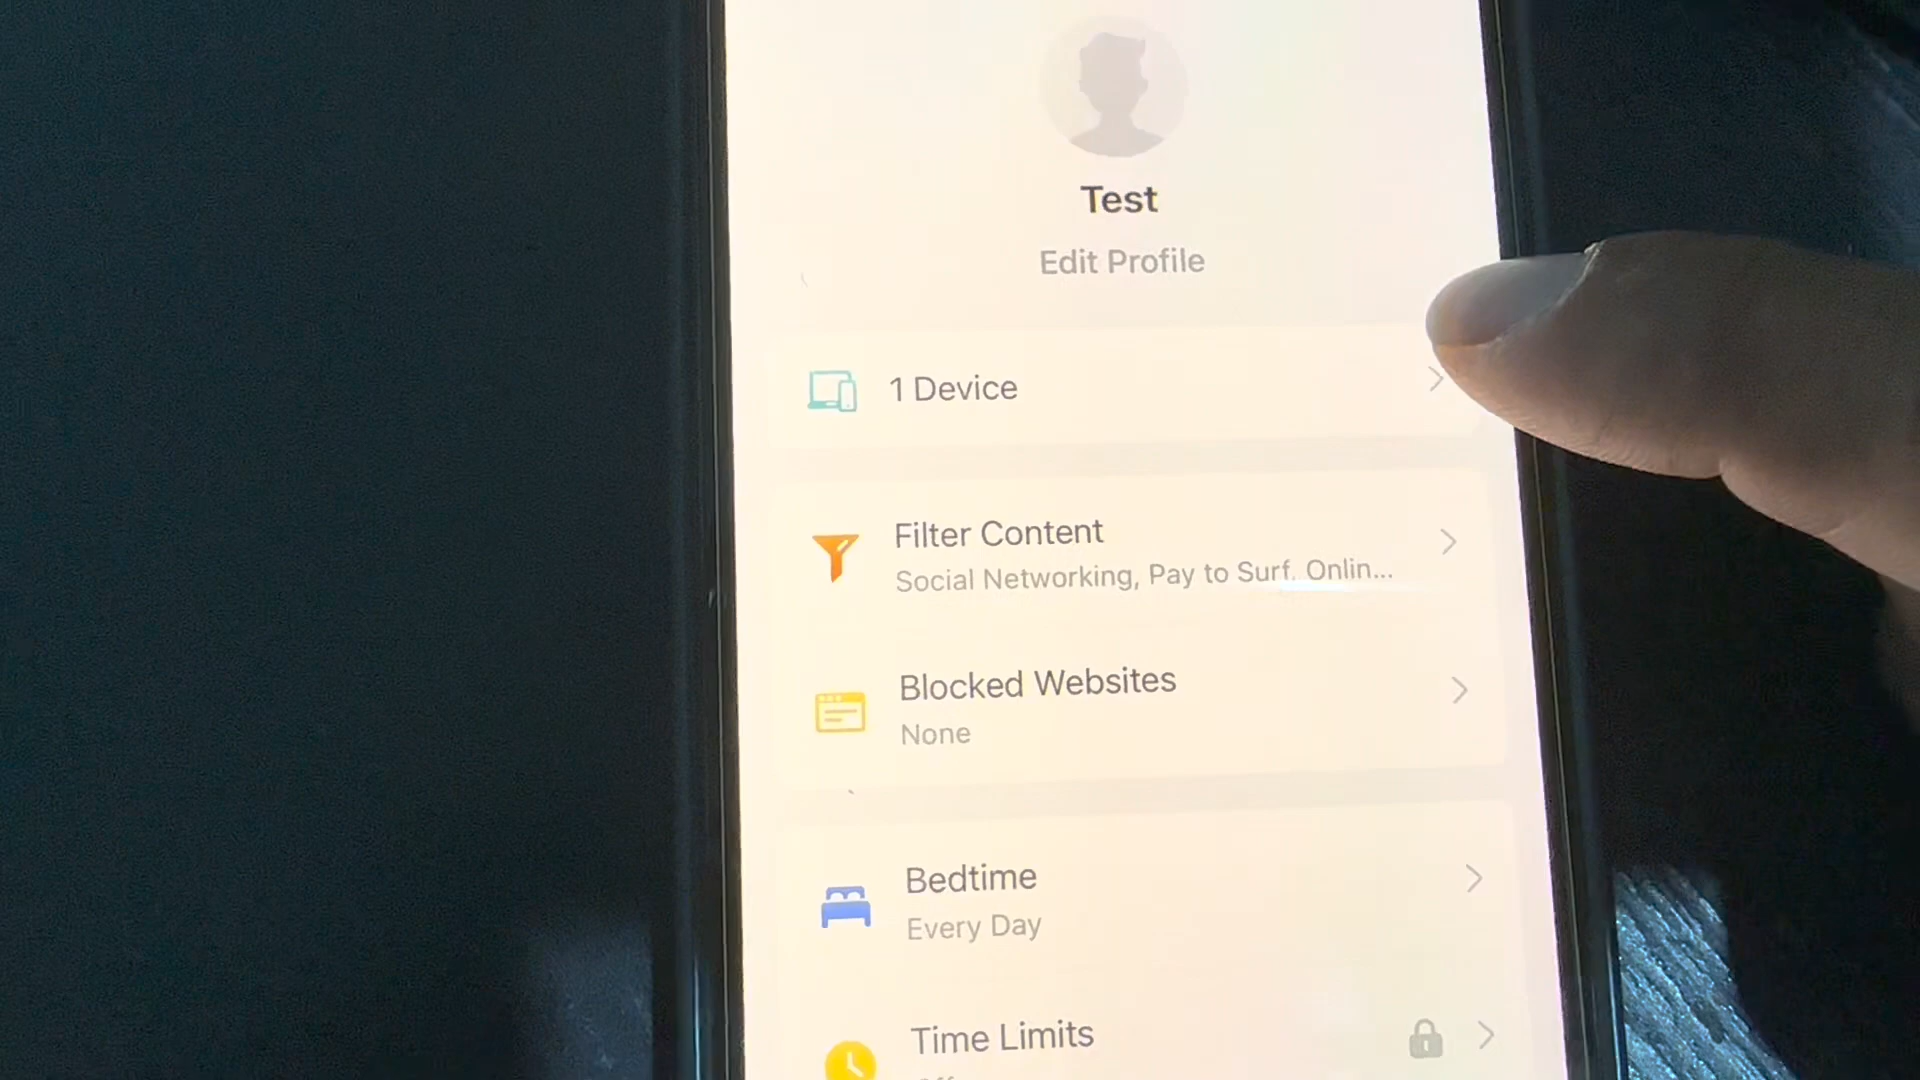 Test
Edit Profile
1 Device
Filter Content
Social Networking, Pay to Surf, Onlin...
Blocked Websites
None
Bedtime
Every Day
Time Limits